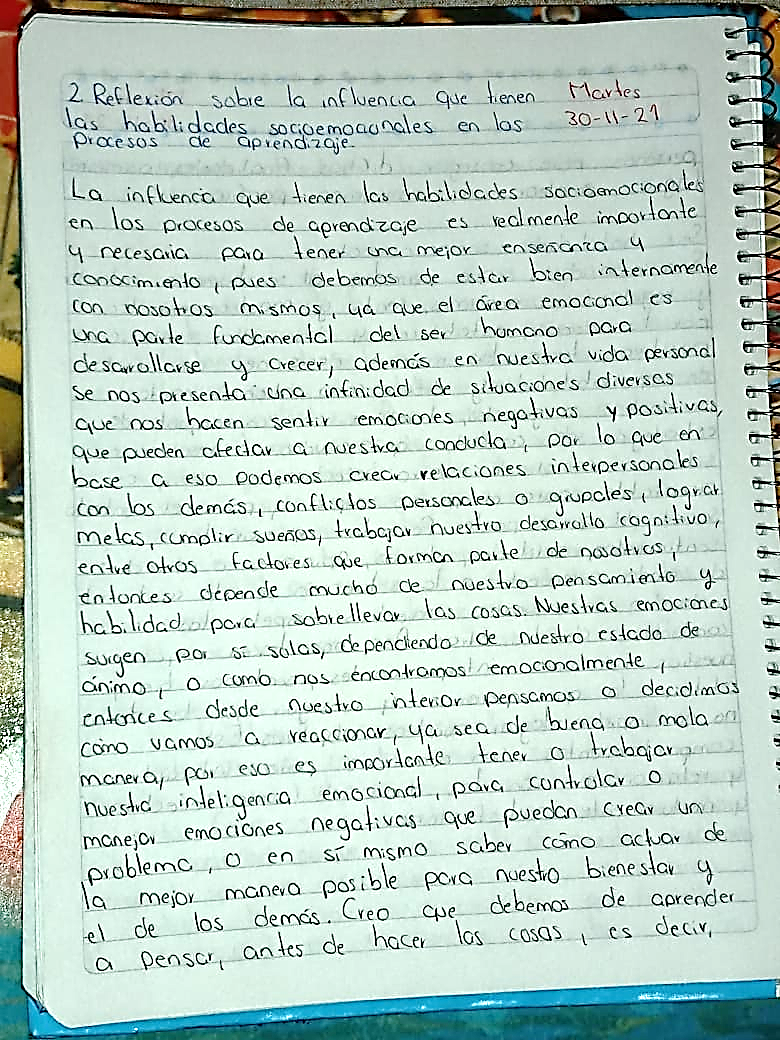 2 Reflexión sobre la influencia que tienen Martes
las habilidades socioemocionales en los 30-11-21
procesos de aprendizaje
La influencia que tienen las habilidades socioemocionales
en los procesos de aprendizaje es realmente importante
y necesaria para tener una mejor enseñanza y
conocimiento, pues debemos de estar bien internamente
con nosotros mismos, ya que el área emocional es
una parte fundamental del ser humano para
desarrollarse y crecer, además en nuestra vida personal
se nos presenta una infinidad de situaciones diversas
que nos hacen sentir emociones negativas y positivas,
que pueden afectar a nuestra conducta, por lo que en
base a eso podemos crear relaciones interpersonales
con los demás, conflictos personales o grupales, lograr
metas, cumplir sueños, trabajar nuestro desarrollo cognitivo,
entre otros factores que forman parte de nosotros,
entonces depende mucho de nuestro pensamiento y
habilidad para sobrellevar las cosas. Nuestras emociones
surgen por sí solas, dependiendo de nuestro estado de
ánimo, o como nos encontramos emocionalmente,
entonces desde nuestro interior pensamos o decidimos
cómo vamos a reaccionar, ya sea de buena o mala
manera, por eso es importante tener o trabajar
nuestra inteligencia emocional, para controlar o
manejar emociones negativas que puedan crear un
problema, o en sí mismo saber cómo actuar de
la mejor manera posible para nuestro bienestar y
el de los demás. Creo que debemos de aprender
a pensar, antes de hacer las cosas, es decir,